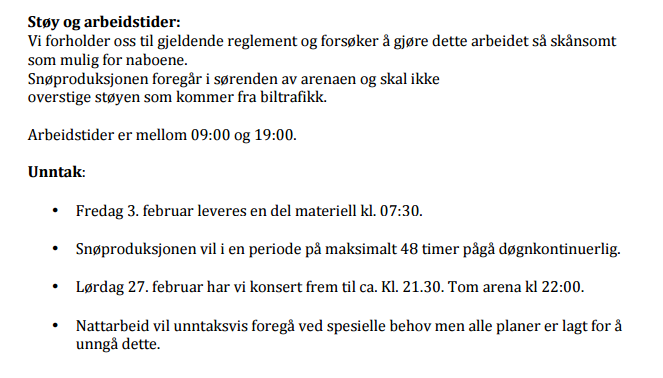 Støy og arbeidstider:
Vi forholder oss til gjeldende reglement og forsøker å gjøre dette arbeidet så skånsomt
som mulig for naboene.
Snøproduksjonen foregår i sørenden av arenaen og skal ikke
overstige støyen som kommer fra biltrafikk.
Arbeidstider er mellom 09:00 og 19:00.
Unntak:
• Fredag 3. februar leveres en del materiell kl. 07:30.
• Snøproduksjonen vil i en periode på maksimalt 48 timer pågå døgnkontinuerlig.
• Lørdag 27. februar har vi konsert frem til ca. Kl. 21.30. Tom arena kl 22:00.
• Nattarbeid vil unntaksvis foregå ved spesielle behov men alle planer er lagt for å
unngå dette.